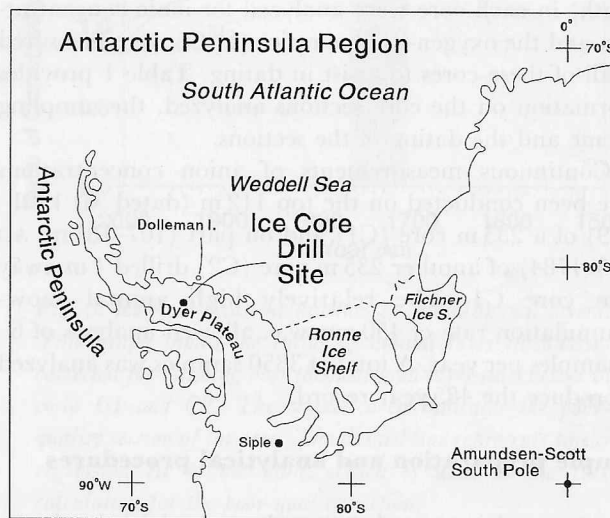 Antarctic Peninsula Region
South Atlantic Ocean
0°
70°S
Weddell Sea
Antarctic Peninsula
Dolleman I.
Ice Core
Drill
Site
80°S
Dyer Plateau
Filchner
Ice S.
Ronne
Ice
Shelf
Siple
Amundsen-Scott
South Pole
90°W
70°S
80°S